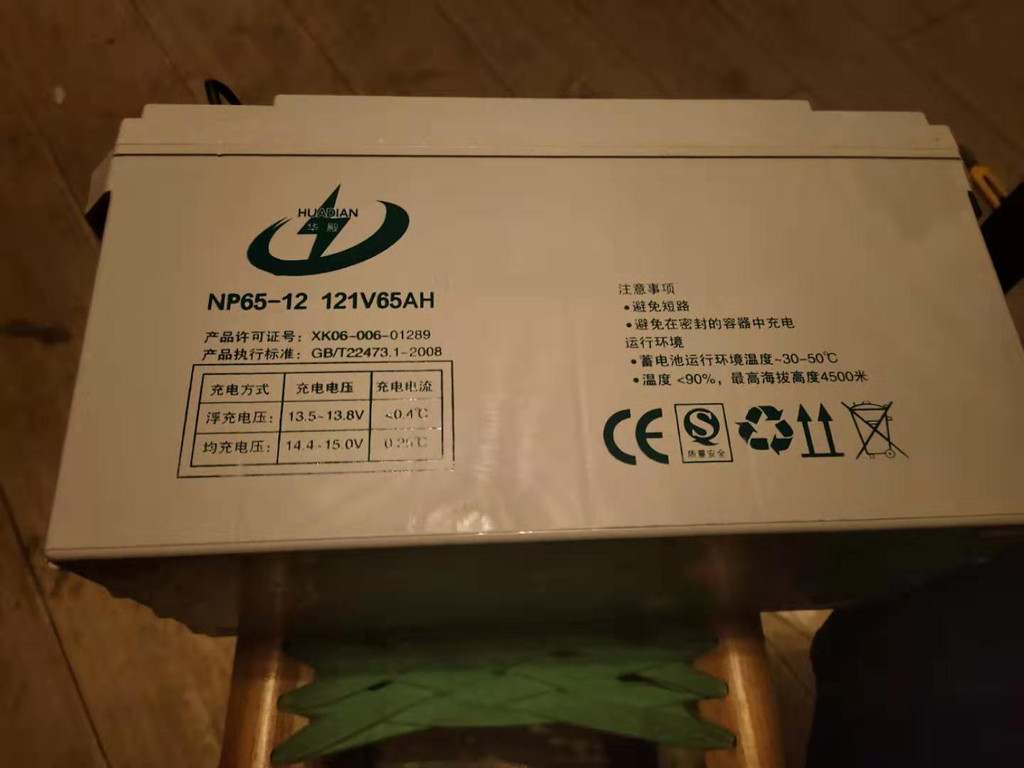 HUADIAN
华殿
NP65-12 121V65AH
产品许可证号：XK06-006-01289
产品执行标准：GB/T22473.1-2008
充电方式 充电电压 充电电流
浮充电压： 13.5~13.8V <0.4℃
均充电压： 14.4~15.0V
注意事项
•避免短路
•避免在密封的容器中充电
运行环境
•蓄电池运行环境温度~30-50℃
•温度 <90%，最高海拔高度4500米
CE
质量安全